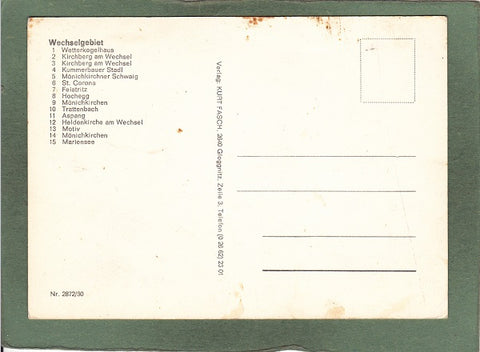 Wechselgebiet
1 Wetterkogelhaus
2 Kirchberg am Wechsel
3 Kirchberg am Wechsel
4 Kummerbauer Stadl
5 Mönichkirchner Schwaig
6 St. Corona
7 Feistritz
8 Hochegg
9 Mönichkirchen
10 Trattenbach
11 Aspang
12 Heldenkirche am Wechsel
13 Motiv
14 Mönichkirchen
15 Mariensee
Nr. 2872/30
Verlag: KURT FASCH, 2640 Gloggnitz, Zeile 3, Telefon (0 26 62) 23 01